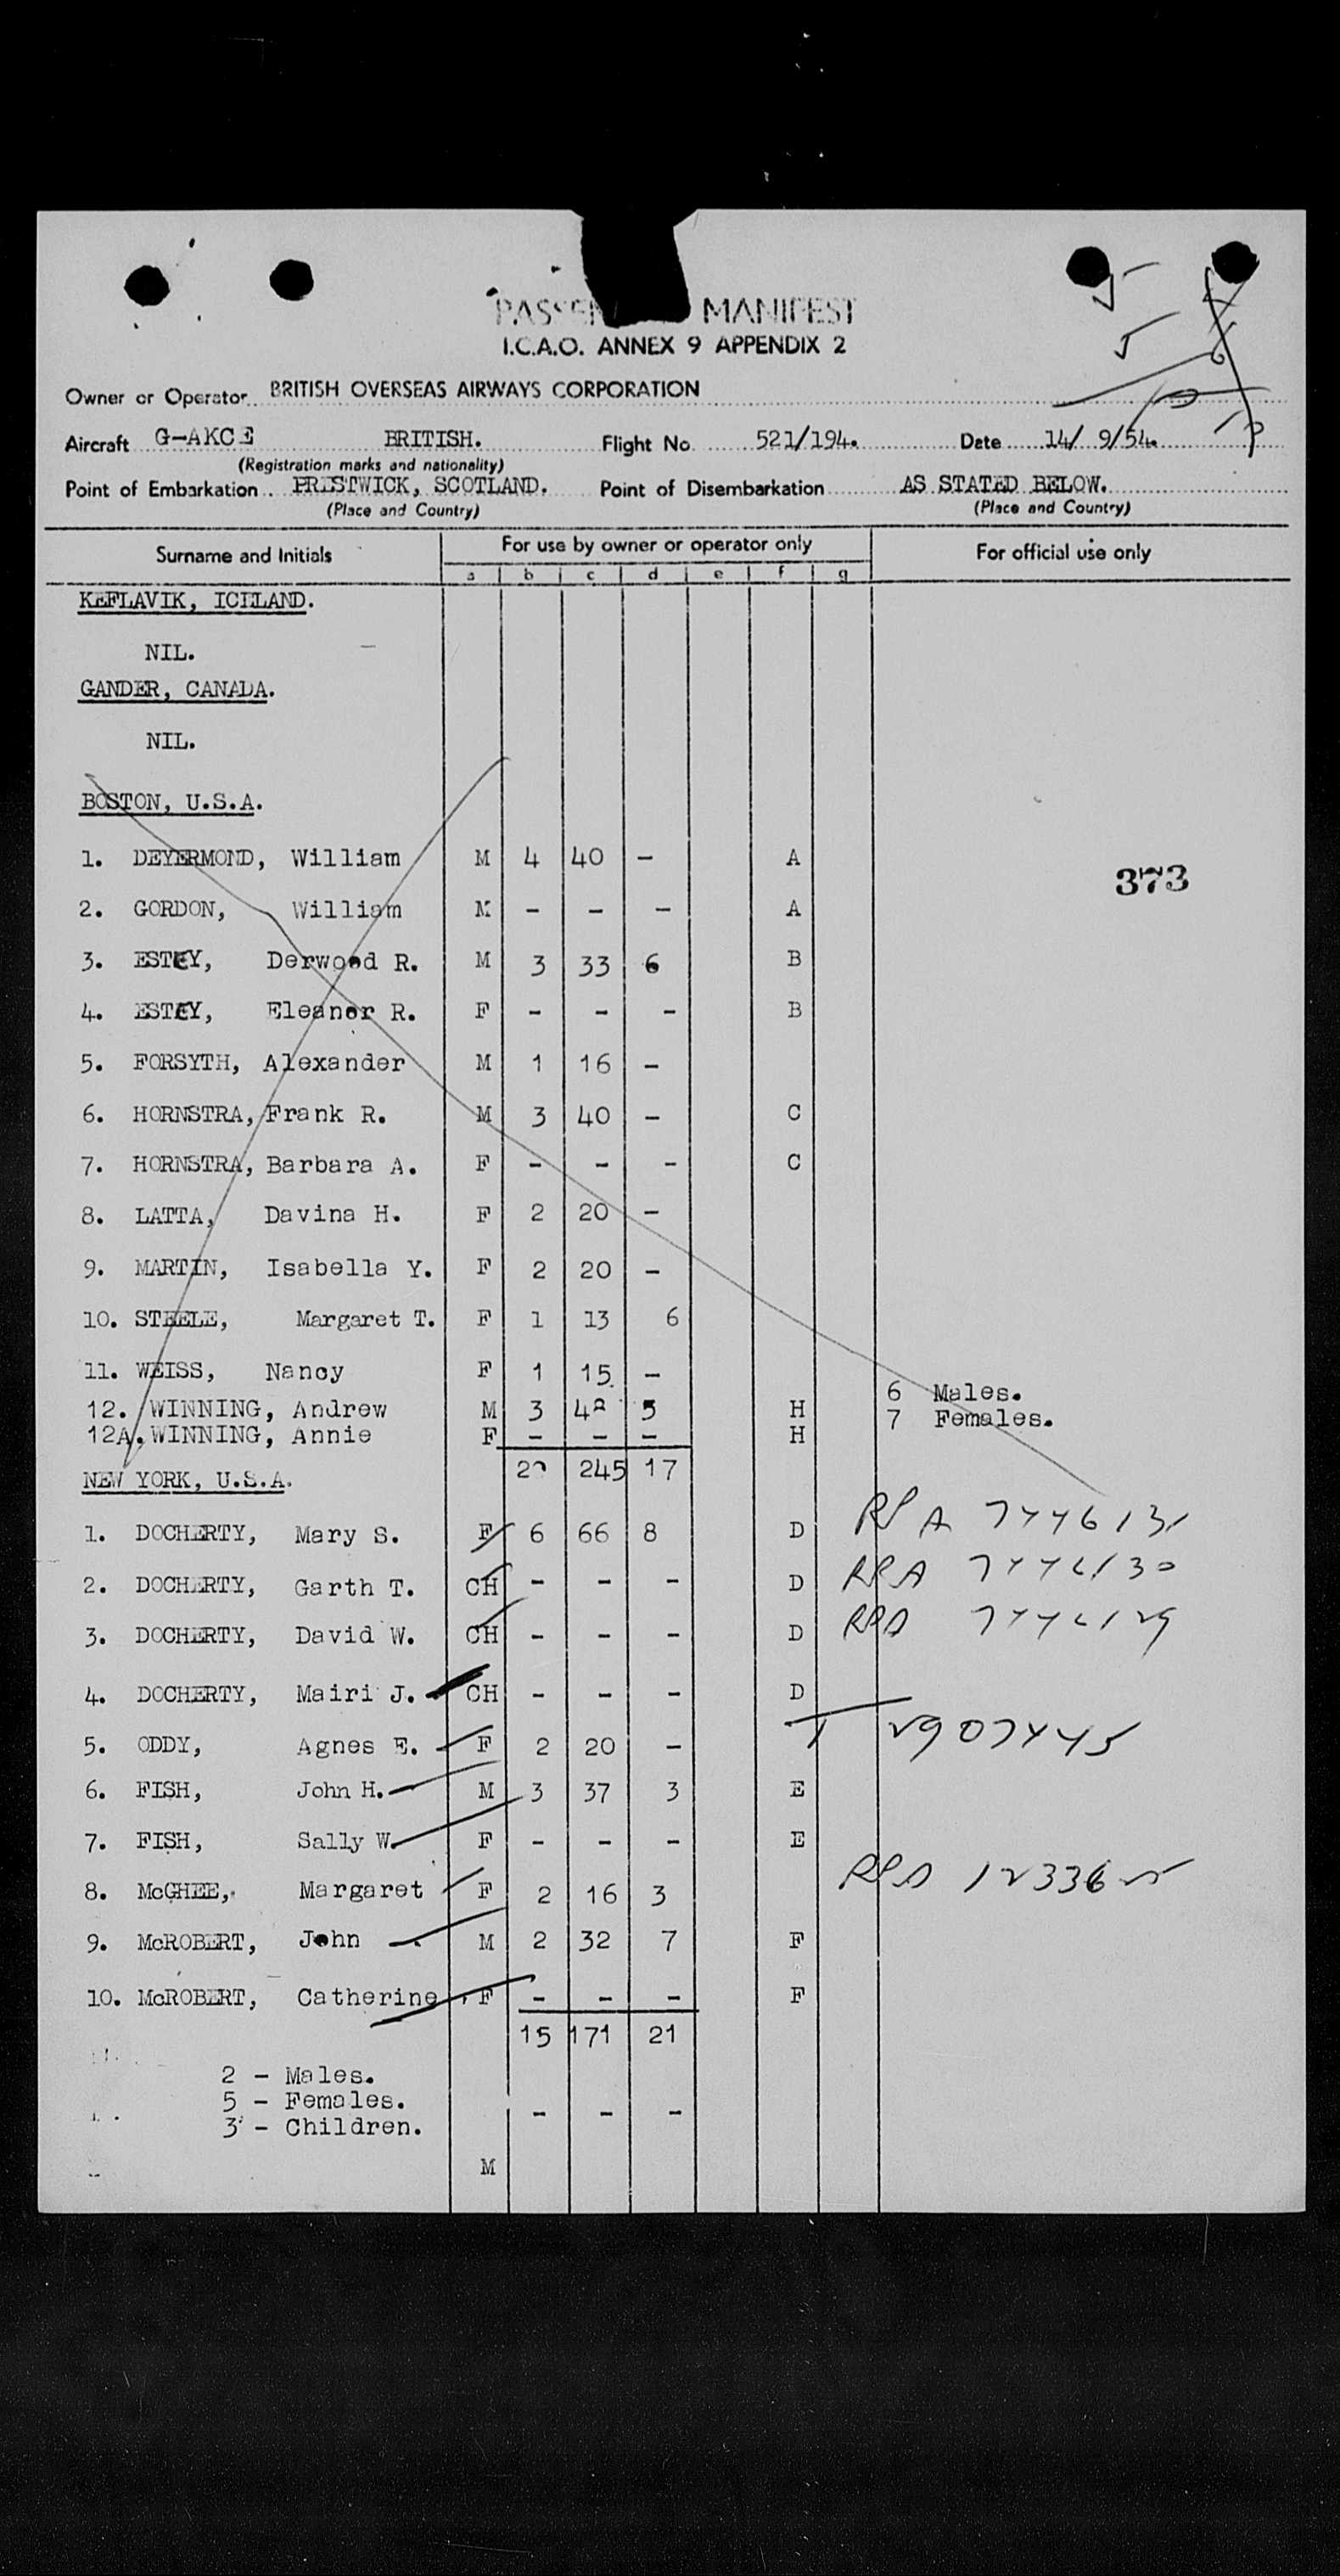 MANIFEST
I.C.A.O. ANNEX 9 APPENDIX 2
Owner or Operator BRITISH OVERSEAS AIRWAYS CORPORATION
Aircraft G-AKCE BRITISH. Flight No. 521/194. Date 14/ 9/54.
(Registration marks and nationality)
Point of Embarkation PRESTWICK, SCOTLAND. Point of Disembarkation AS STATED BELOW.
(Place and Country) (Place and Country)
Surname and Initials For use by owner or operator only For official use only
a b c d e f g
KEFLAVIK, ICELAND.
NIL.
GANDER, CANADA.
NIL.
BOSTON, U.S.A.
1. DEYERMOND, William M 4 40 - A
373
2. GORDON, William M - - - A
3. ESTEY, Derwood R. M 3 33 6 B
4. ESTEY, Eleanor R. F - - - B
5. FORSYTH, Alexander M 1 16 -
6. HORNSTRA, Frank R. M 3 40 - C
7. HORNSTRA, Barbara A. F - - - C
8. LATTA, Davina H. F 2 20 -
9. MARTIN, Isabella Y. F 2 20 -
10. STEELE, Margaret T. F 1 13 6
11. WEISS, Nancy F 1 15 -
6 Males.
12. WINNING, Andrew M 3 5 H
7 Females.
12A. WINNING, Annie F - - - H
245 17
NEW YORK, U.S.A.
1. DOCHERTY, Mary S. F 6 66 8 D
2. DOCHERTY, Garth T. CH - - - D
3. DOCHERTY, David W. CH - - - D
4. DOCHERTY, Mairi J. CH - - - D
5. ODDY, Agnes E. F 2 20 -
6. FISH, John H. M 3 37 3 E
7. FISH, Sally W. F - - - E
8. McGHEE, Margaret F 2 16 3
9. McROBERT, John M 2 32 7 F
10. McROBERT, Catherine F - - - F
15 171 21
2 - Males.
5 - Females.
3 - Children.
- - -
M